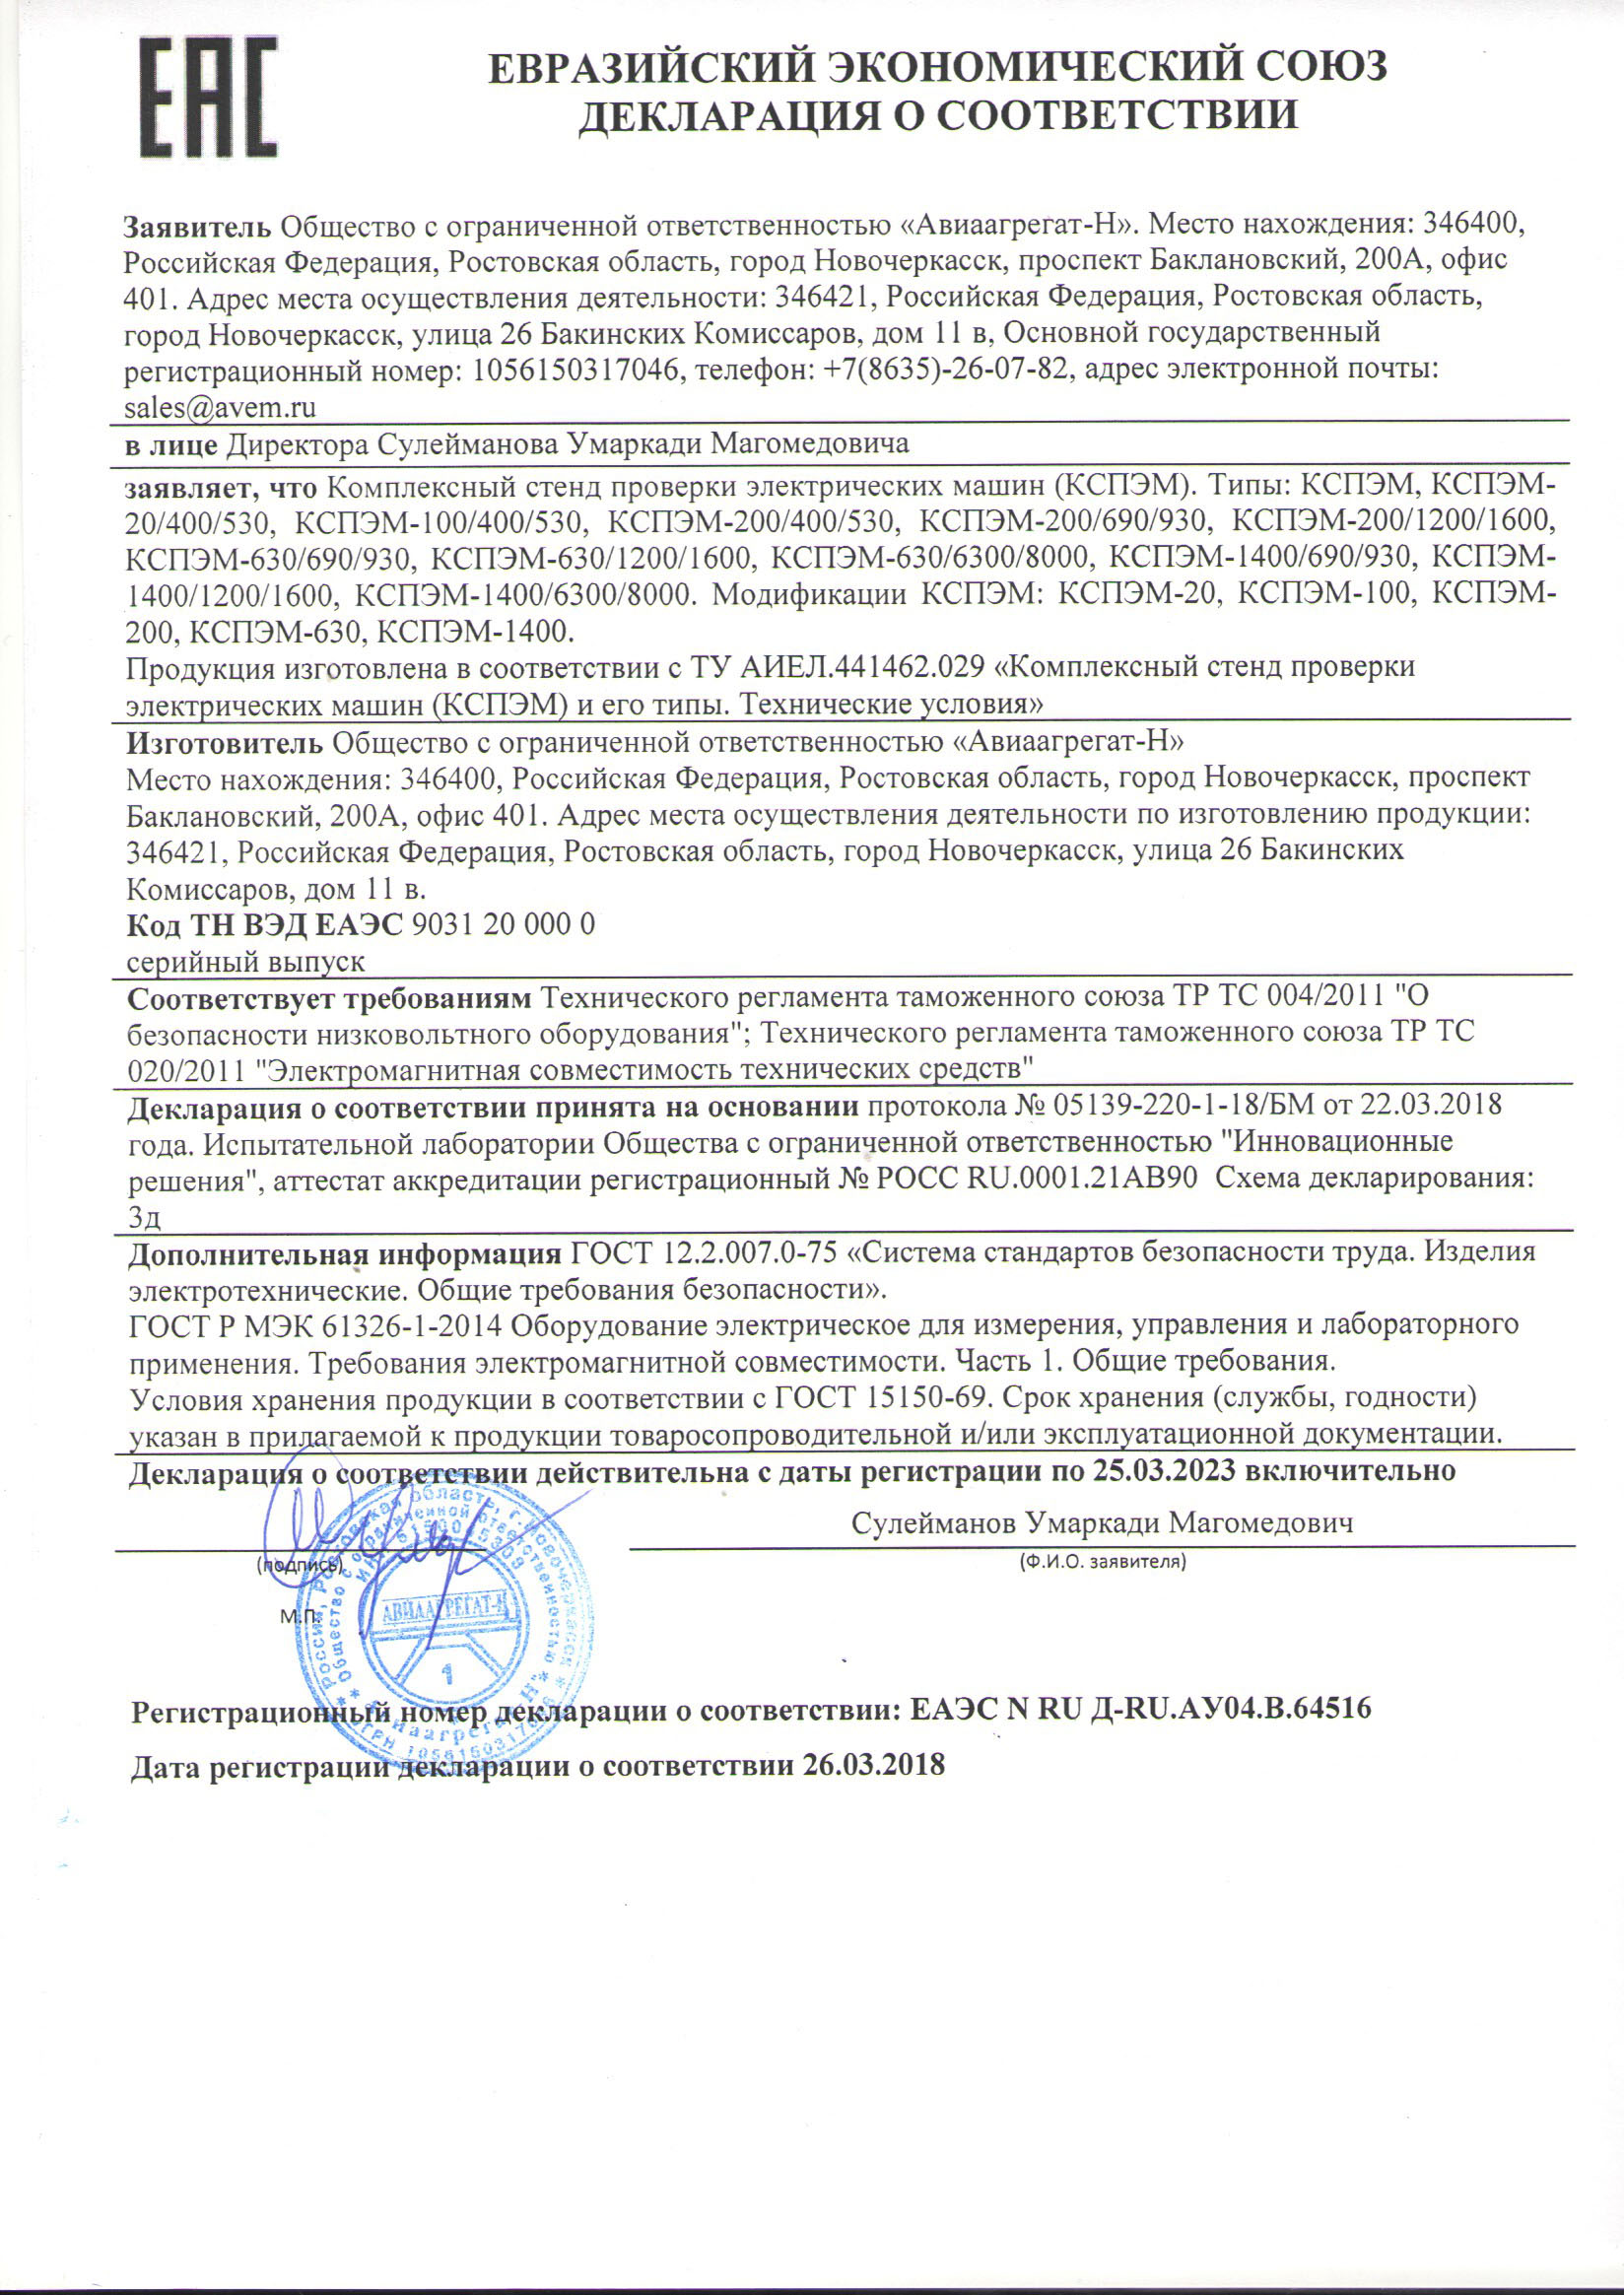 ЕАС
ЕВРАЗИЙСКИЙ ЭКОНОМИЧЕСКИЙ СОЮЗ
ДЕКЛАРАЦИЯ О СООТВЕТСТВИИ
Заявитель Общество с ограниченной ответственностью «Авиаагрегат-Н». Место нахождения: 346400,
Российская Федерация, Ростовская область, город Новочеркасск, проспект Баклановский, 200А, офис
401. Адрес места осуществления деятельности: 346421, Российская Федерация, Ростовская область,
город Новочеркасск, улица 26 Бакинских Комиссаров, дом 11 в, Основной государственный
регистрационный номер: 1056150317046, телефон: +7(8635)-26-07-82, адрес электронной почты:
sales@avem.ru
в лице Директора Сулейманова Умаркади Магомедовича
заявляет, что Комплексный стенд проверки электрических машин (КСПЭМ). Типы: КСПЭМ, КСПЭМ-
20/400/530, КСПЭМ-100/400/530, КСПЭМ-200/400/530, КСПЭМ-200/690/930, КСПЭМ-200/1200/1600,
КСПЭМ-630/690/930, КСПЭМ-630/1200/1600, КСПЭМ-630/6300/8000, КСПЭМ-1400/690/930, КСПЭМ-
1400/1200/1600, КСПЭМ-1400/6300/8000. Модификации КСПЭМ: КСПЭМ-20, КСПЭМ-100, КСПЭМ-
200, КСПЭМ-630, КСПЭМ-1400.
Продукция изготовлена в соответствии с ТУ АИЕЛ.441462.029 «Комплексный стенд проверки
электрических машин (КСПЭМ) и его типы. Технические условия»
Изготовитель Общество с ограниченной ответственностью «Авиаагрегат-Н»
Место нахождения: 346400, Российская Федерация, Ростовская область, город Новочеркасск, проспект
Баклановский, 200А, офис 401. Адрес места осуществления деятельности по изготовлению продукции:
346421, Российская Федерация, Ростовская область, город Новочеркасск, улица 26 Бакинских
Комиссаров, дом 11 в.
Код ТН ВЭД ЕАЭС 9031 20 000 0
серийный выпуск
Соответствует требованиям Технического регламента таможенного союза ТР ТС 004/2011 "О
безопасности низковольтного оборудования"; Технического регламента таможенного союза ТР ТС
020/2011 "Электромагнитная совместимость технических средств"
Декларация о соответствии принята на основании протокола № 05139-220-1-18/БМ от 22.03.2018
года. Испытательной лаборатории Общества с ограниченной ответственностью "Инновационные
решения", аттестат аккредитации регистрационный № РОСС RU.0001.21АВ90 Схема декларирования:
3д
Дополнительная информация ГОСТ 12.2.007.0-75 «Система стандартов безопасности труда. Изделия
электротехнические. Общие требования безопасности».
ГОСТ Р МЭК 61326-1-2014 Оборудование электрическое для измерения, управления и лабораторного
применения. Требования электромагнитной совместимости. Часть 1. Общие требования.
Условия хранения продукции в соответствии с ГОСТ 15150-69. Срок хранения (службы, годности)
указан в прилагаемой к продукции товаросопроводительной и/или эксплуатационной документации.
Декларация о соответствии действительна с даты регистрации по 25.03.2023 включительно
Сулейманов Умаркади Магомедович
(подпись)
(Ф.И.О. заявителя)
М.П.
Россия, Ростовская область, г. Новочеркасск
Общество с ограниченной ответственностью
"Авиаагрегат-Н"
ОГРН 1056150317046
АВИААГРЕГАТ-Н
1
Регистрационный номер декларации о соответствии: ЕАЭС N RU Д-RU.АУ04.В.64516
Дата регистрации декларации о соответствии 26.03.2018